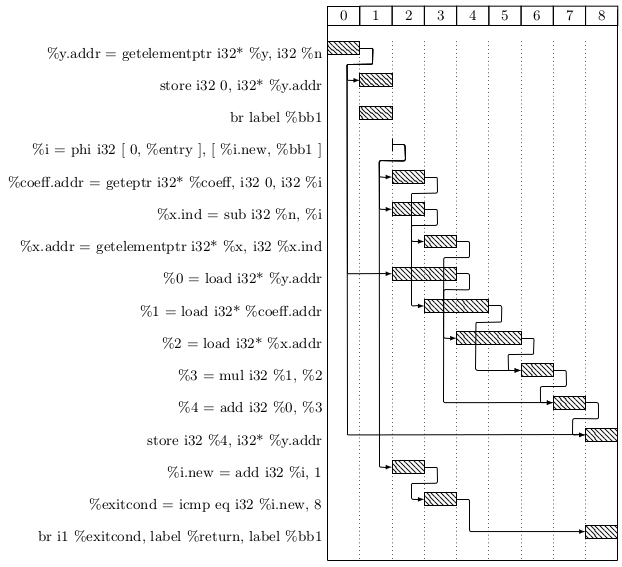 0 1 2 3 4 5 6 7 8
%y.addr = getelementptr i32* %y, i32 %n
store i32 0, i32* %y.addr
br label %bb1
%i = phi i32 [ 0, %entry ], [ %i.new, %bb1 ]
%coeff.addr = geteptr i32* %coeff, i32 0, i32 %i
%x.ind = sub i32 %n, %i
%x.addr = getelementptr i32* %x, i32 %x.ind
%0 = load i32* %y.addr
%1 = load i32* %coeff.addr
%2 = load i32* %x.addr
%3 = mul i32 %1, %2
%4 = add i32 %0, %3
store i32 %4, i32* %y.addr
%i.new = add i32 %i, 1
%exitcond = icmp eq i32 %i.new, 8
br i1 %exitcond, label %return, label %bb1